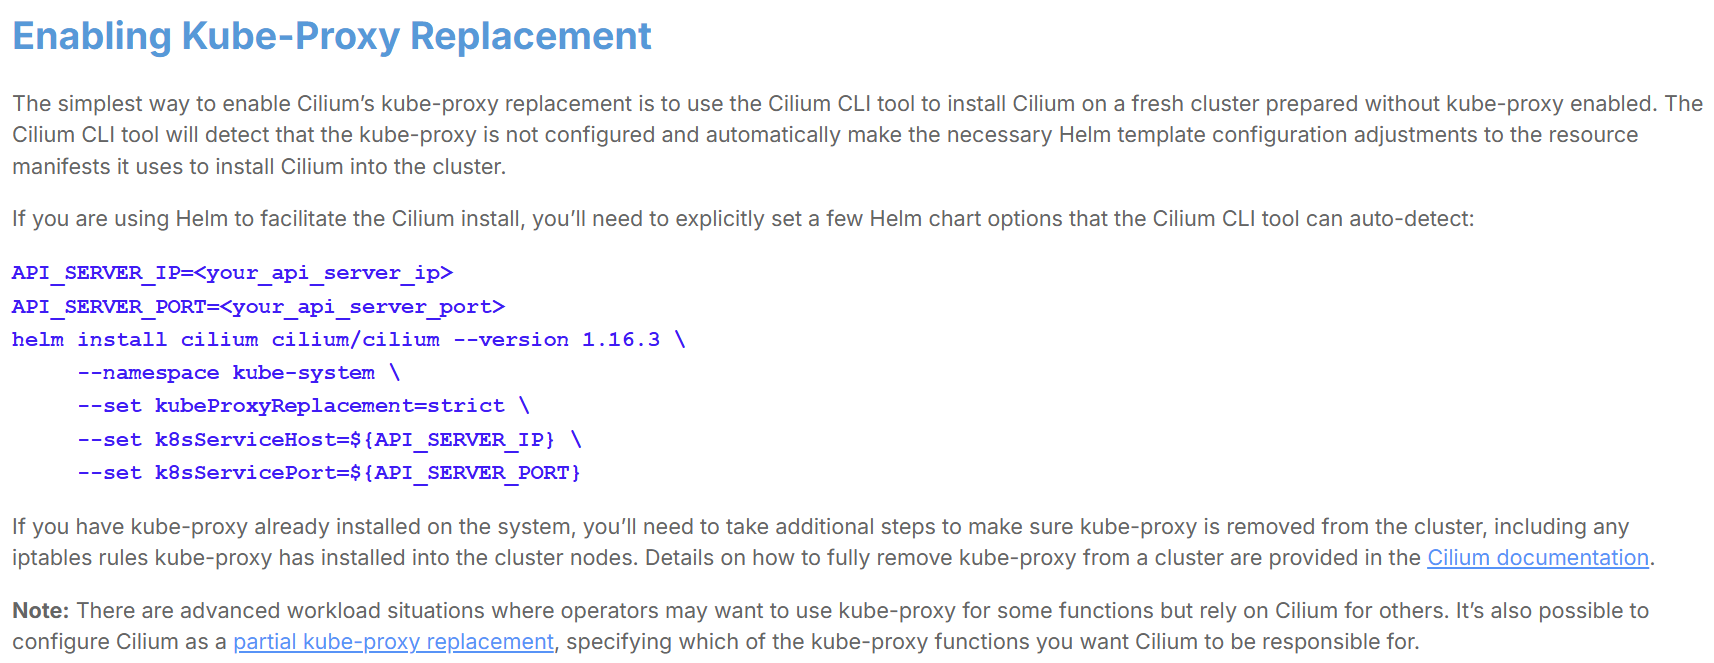 Enabling Kube-Proxy Replacement
The simplest way to enable Cilium’s kube-proxy replacement is to use the Cilium CLI tool to install Cilium on a fresh cluster prepared without kube-proxy enabled. The
Cilium CLI tool will detect that the kube-proxy is not configured and automatically make the necessary Helm template configuration adjustments to the resource
manifests it uses to install Cilium into the cluster.
If you are using Helm to facilitate the Cilium install, you’ll need to explicitly set a few Helm chart options that the Cilium CLI tool can auto-detect:
API_SERVER_IP=<your_api_server_ip>
API_SERVER_PORT=<your_api_server_port>
helm install cilium cilium/cilium --version 1.16.3 \
     --namespace kube-system \
     --set kubeProxyReplacement=strict \
     --set k8sServiceHost=${API_SERVER_IP} \
     --set k8sServicePort=${API_SERVER_PORT}
If you have kube-proxy already installed on the system, you’ll need to take additional steps to make sure kube-proxy is removed from the cluster, including any
iptables rules kube-proxy has installed into the cluster nodes. Details on how to fully remove kube-proxy from a cluster are provided in the Cilium documentation.
Note: There are advanced workload situations where operators may want to use kube-proxy for some functions but rely on Cilium for others. It’s also possible to
configure Cilium as a partial kube-proxy replacement, specifying which of the kube-proxy functions you want Cilium to be responsible for.